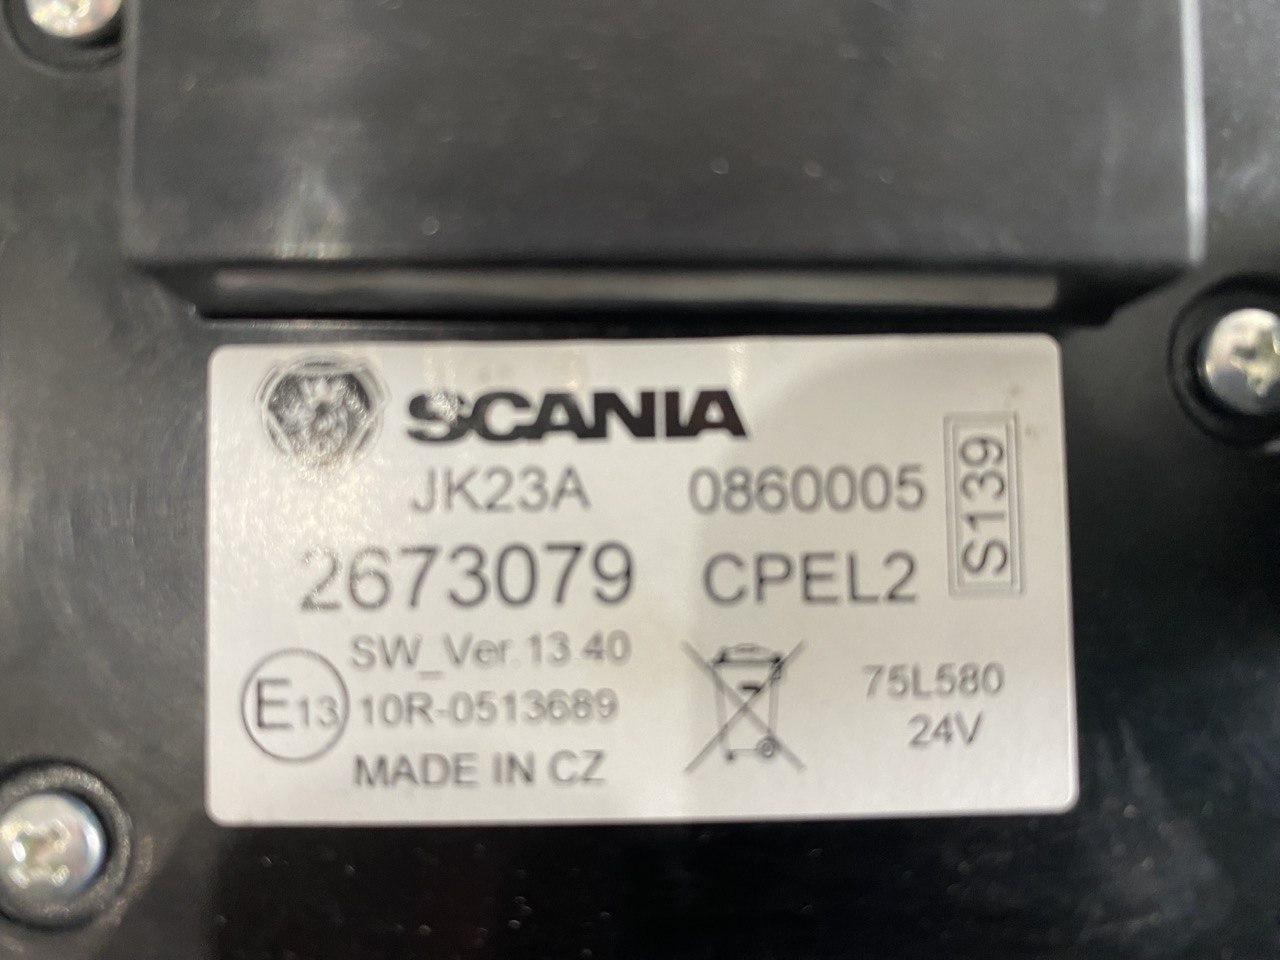 SCANIA
JK23A 0860005
S139
2673079 CPEL2
SW_Ver.13.40
E13 10R-0513689
MADE IN CZ
75L580
24V